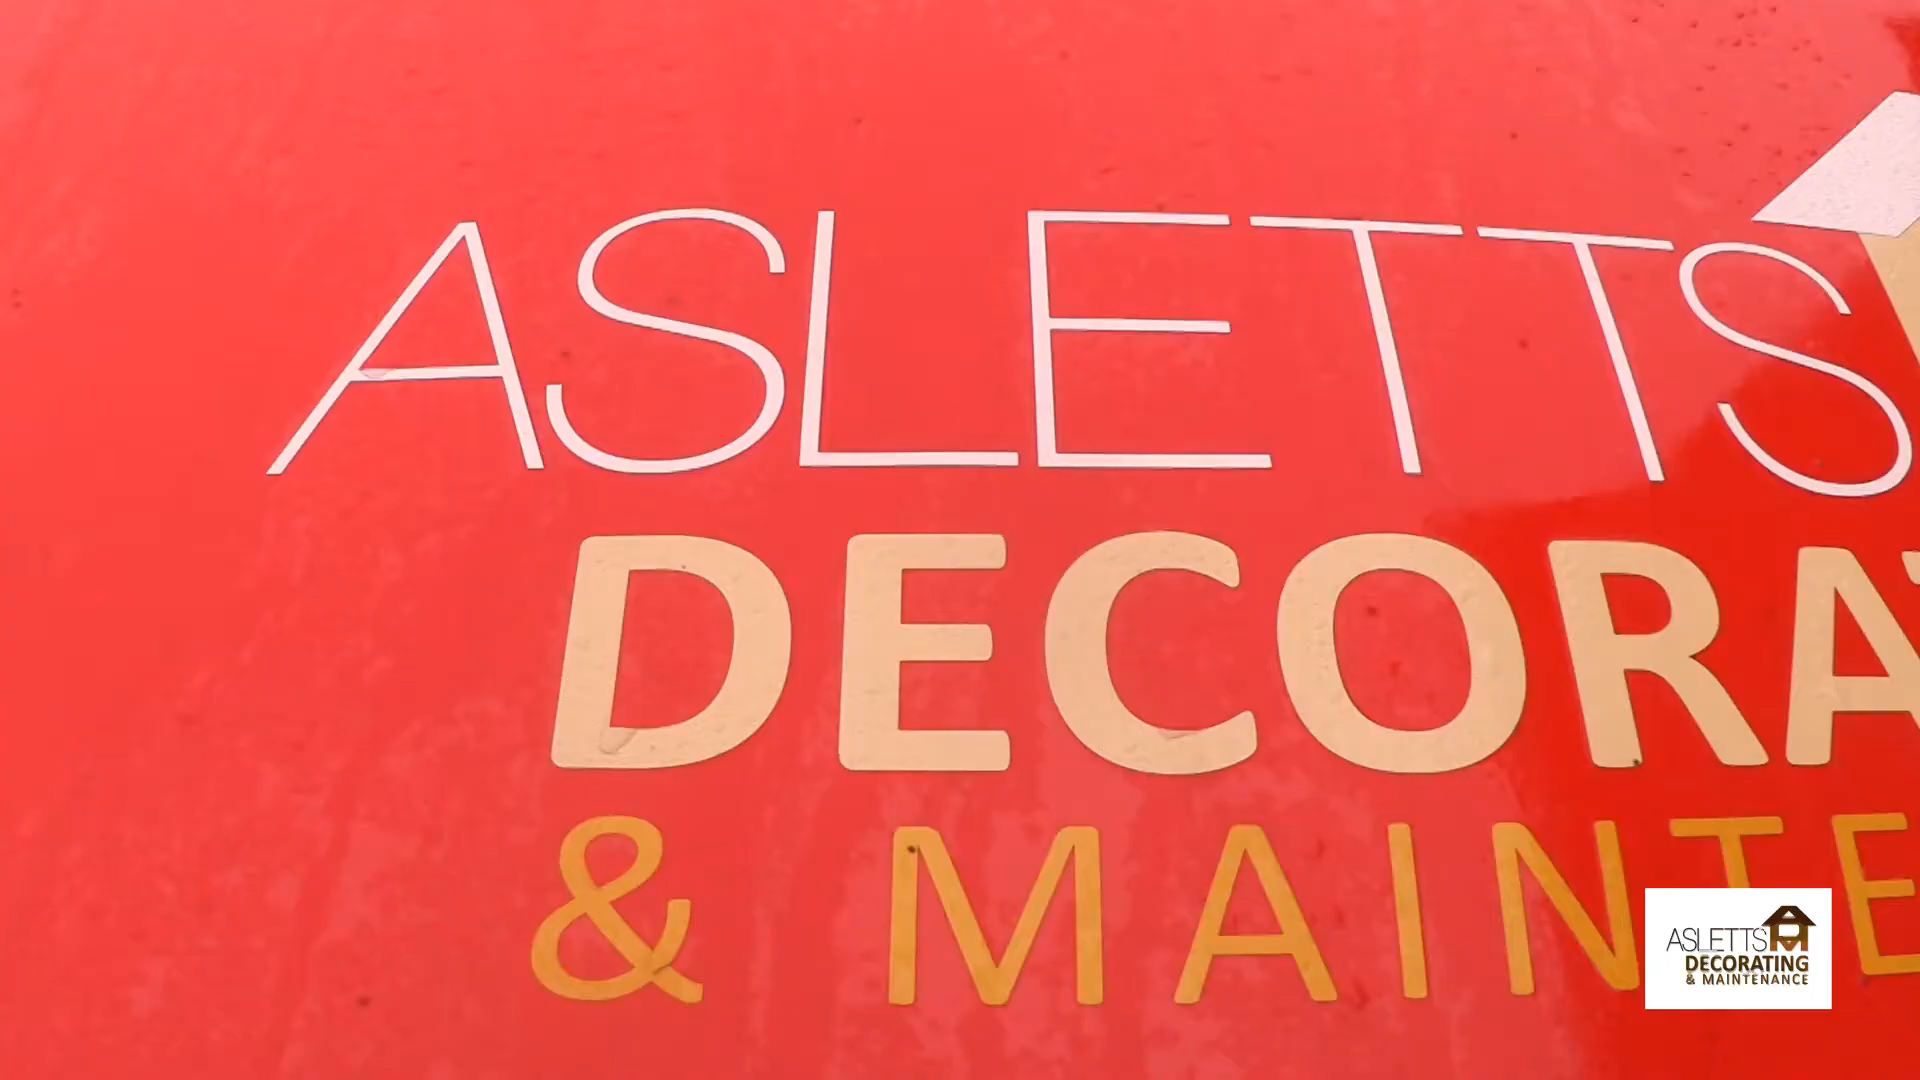 ASLETTS
DECORA
& MAINTE
ASLETTS
DECORATING
& MAINTENANCE